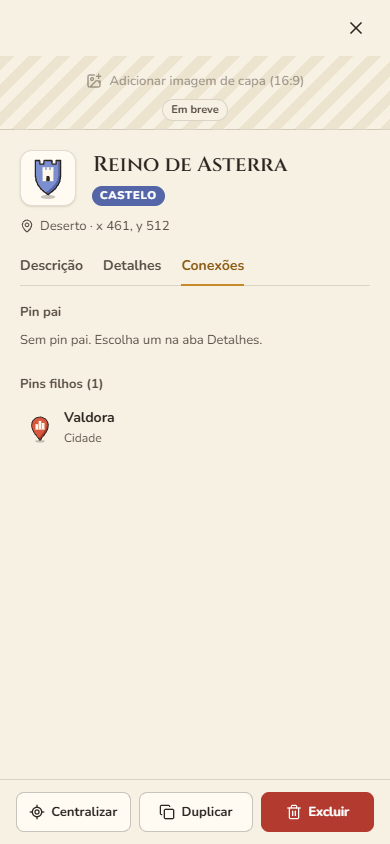 Adicionar imagem de capa (16:9)
Em breve
Reino de Asterra
CASTELO
Deserto · x 461, y 512
Descrição Detalhes Conexões
Pin pai
Sem pin pai. Escolha um na aba Detalhes.
Pins filhos (1)
Valdora
Cidade
Centralizar Duplicar Excluir